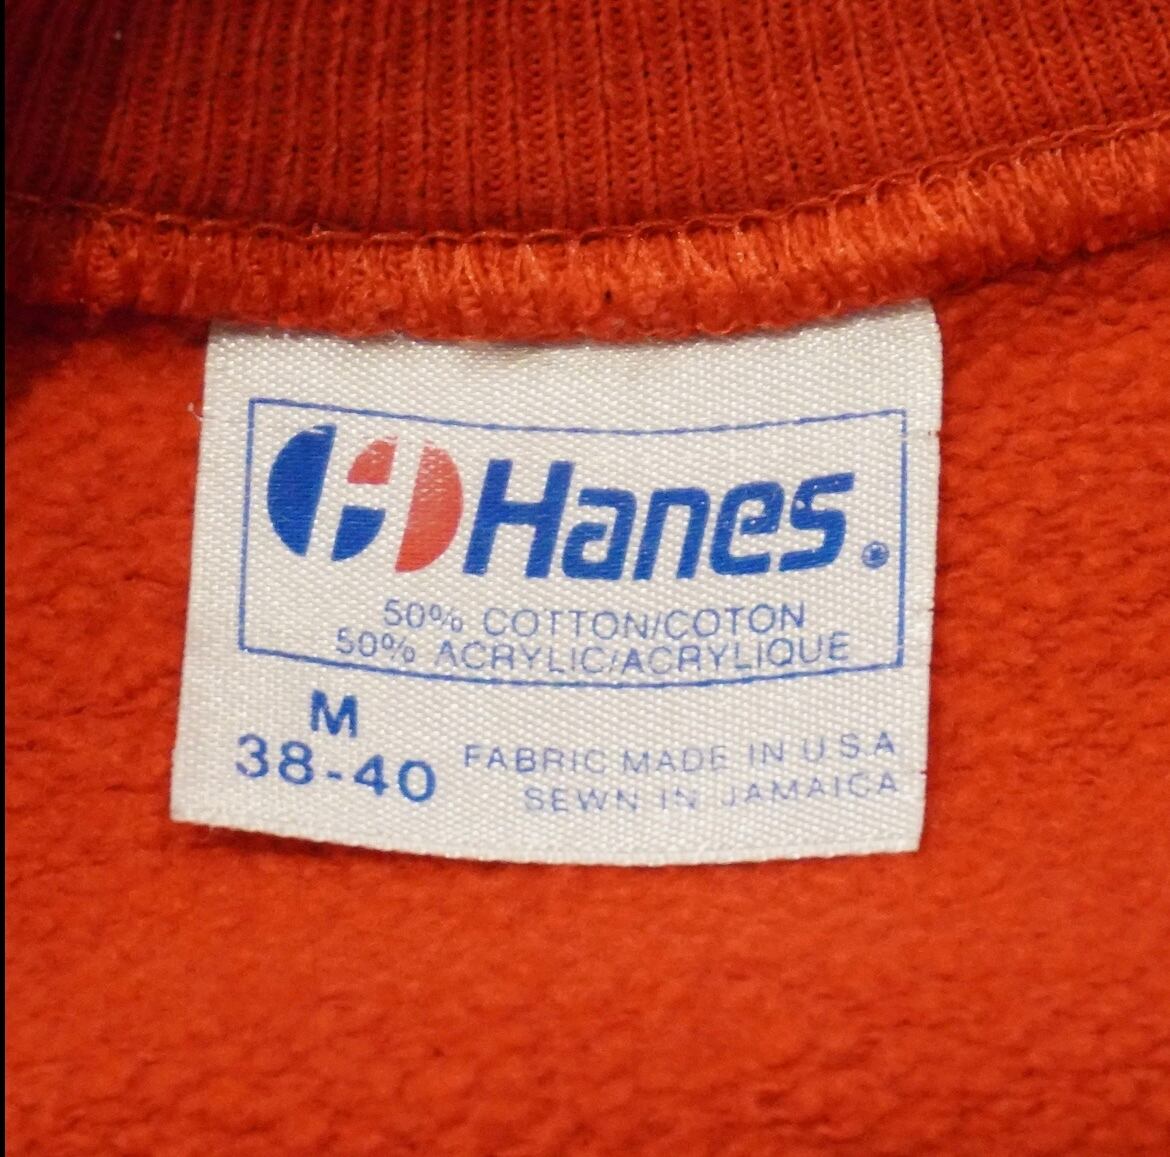 Hanes®
50% COTTON/COTON
50% ACRYLIC/ACRYLIQUE
M
38-40
FABRIC MADE IN U.S.A
SEWN IN JAMAICA